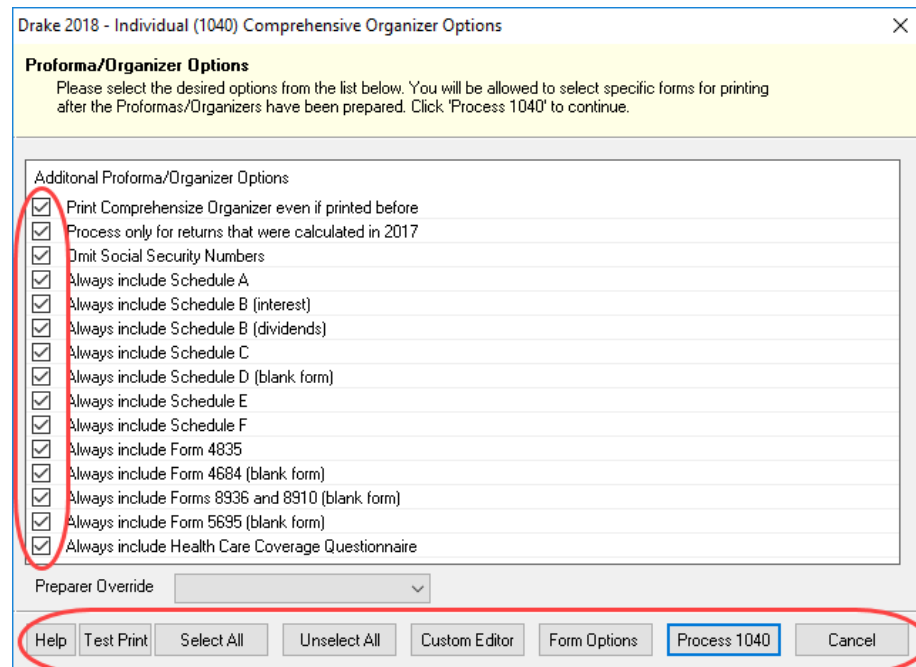 Drake 2018 - Individual (1040) Comprehensive Organizer Options
Proforma/Organizer Options
Please select the desired options from the list below. You will be allowed to select specific forms for printing
after the Proformas/Organizers have been prepared. Click 'Process 1040' to continue.
Additonal Proforma/Organizer Options
Print Comprehensize Organizer even if printed before
Process only for returns that were calculated in 2017
Omit Social Security Numbers
Always include Schedule A
Always include Schedule B (interest)
Always include Schedule B (dividends)
Always include Schedule C
Always include Schedule D (blank form)
Always include Schedule E
Always include Schedule F
Always include Form 4835
Always include Form 4684 (blank form)
Always include Forms 8936 and 8910 (blank form)
Always include Form 5695 (blank form)
Always include Health Care Coverage Questionnaire
Preparer Override
Help Test Print Select All Unselect All Custom Editor Form Options Process 1040 Cancel